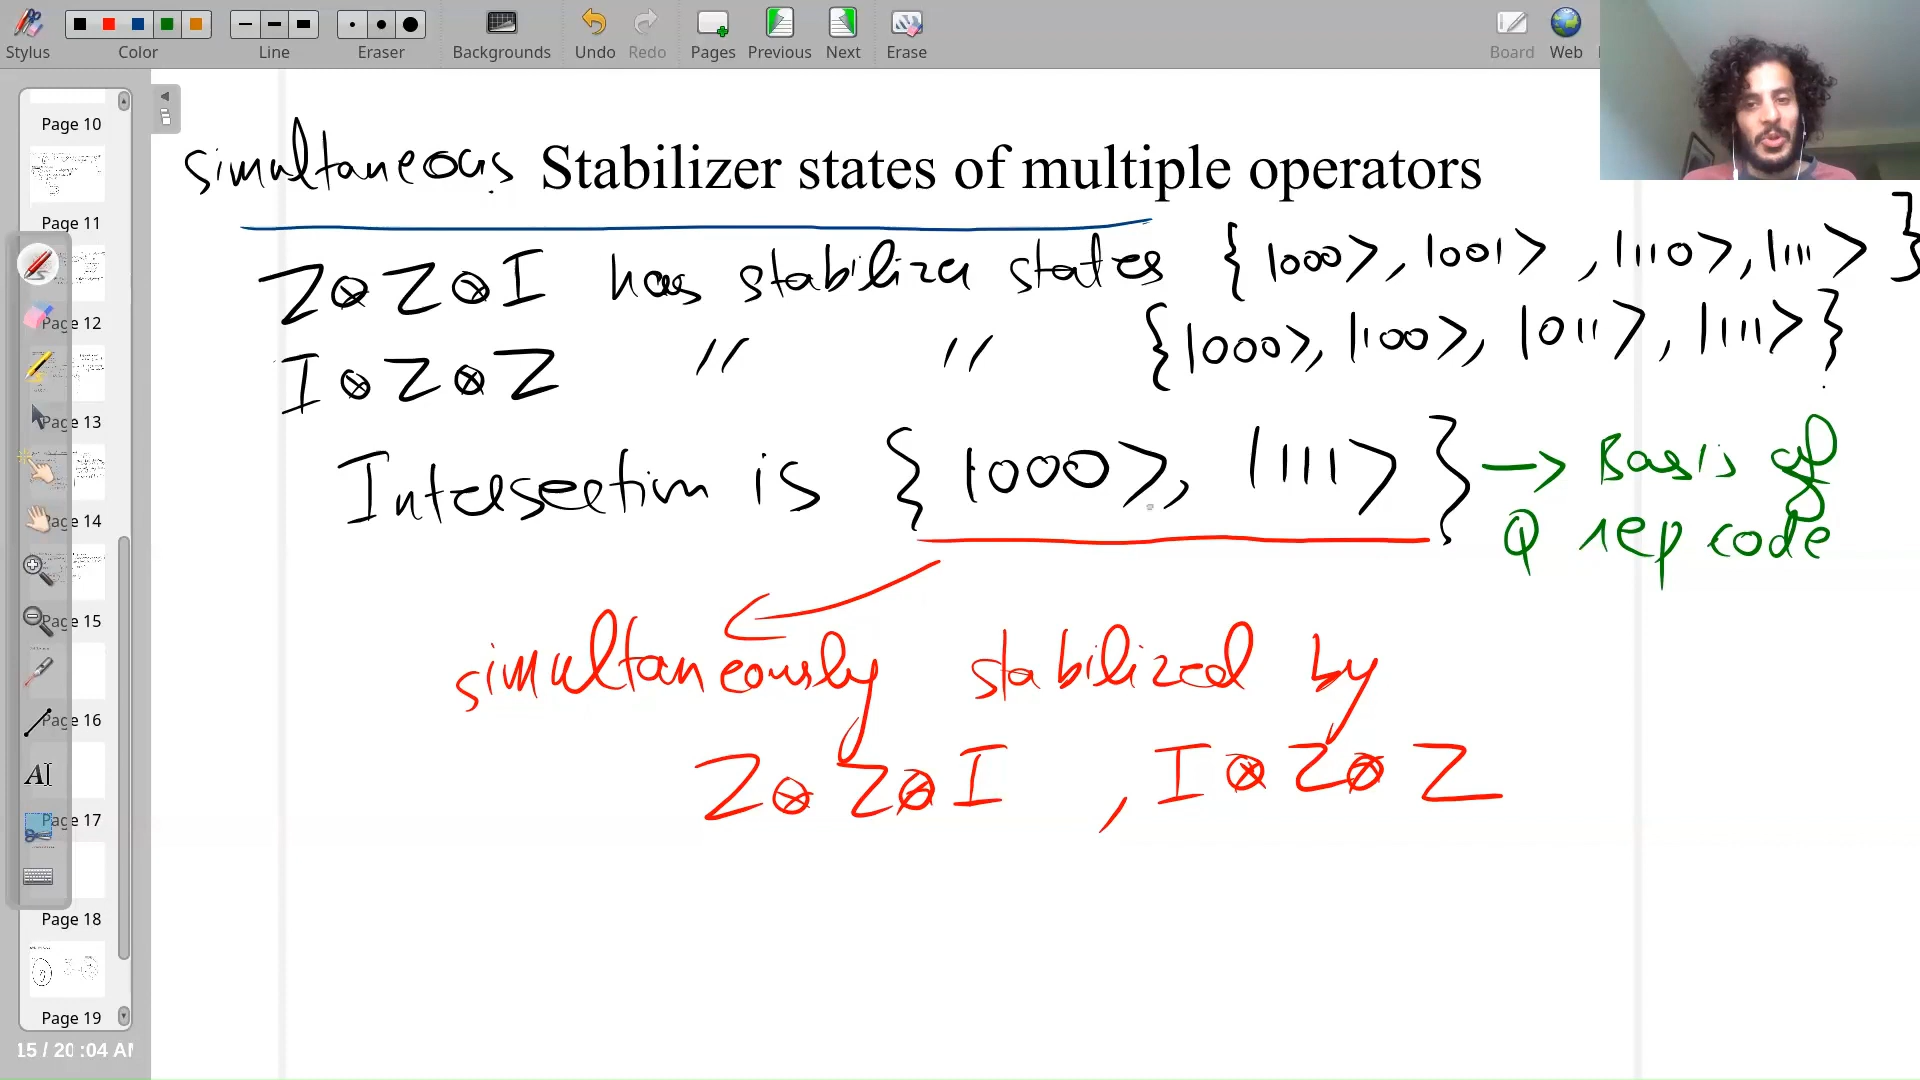 Stylus Color Line Eraser Backgrounds Undo Redo Pages Previous Next Erase Board Web
Page 10
Page 11
Page 12
Page 13
Page 14
Page 15
Page 16
Page 17
Page 18
Page 19
15 / 20 :04 AM
simultaneous Stabilizer states of multiple operators
Z⊗Z⊗I has stabilizer states {|000>, |001>, |110>, |111>}
I⊗Z⊗Z " " {|000>, |100>, |011>, |111>}
Intersection is {|000>, |111>} → Basis of
Q rep code
simultaneously stabilized by
Z⊗Z⊗I , I⊗Z⊗Z